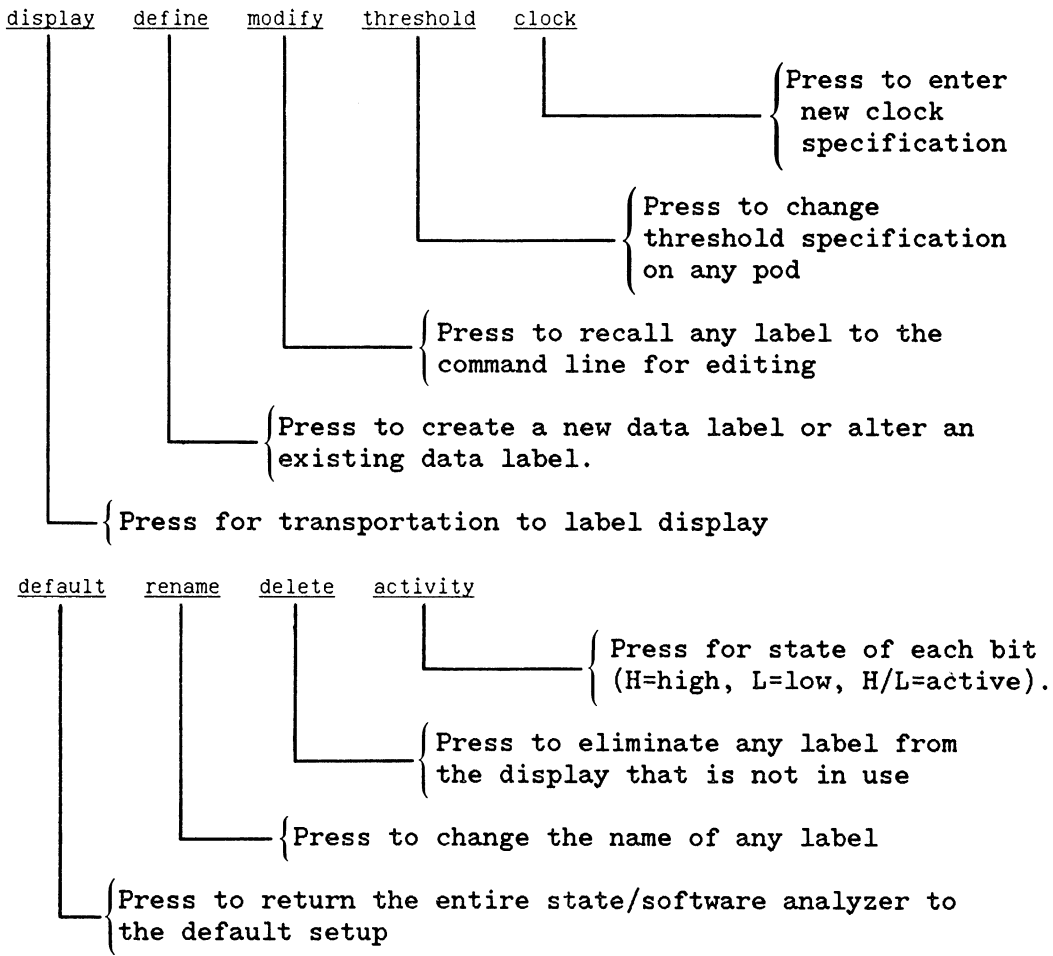 display define modify threshold clock
Press to enter
new clock
specification
Press to change
threshold specification
on any pod
Press to recall any label to the
command line for editing
Press to create a new data label or alter an
existing data label.
Press for transportation to label display
default rename delete activity
Press for state of each bit
(H=high, L=low, H/L=active).
Press to eliminate any label from
the display that is not in use
Press to change the name of any label
Press to return the entire state/software analyzer to
the default setup